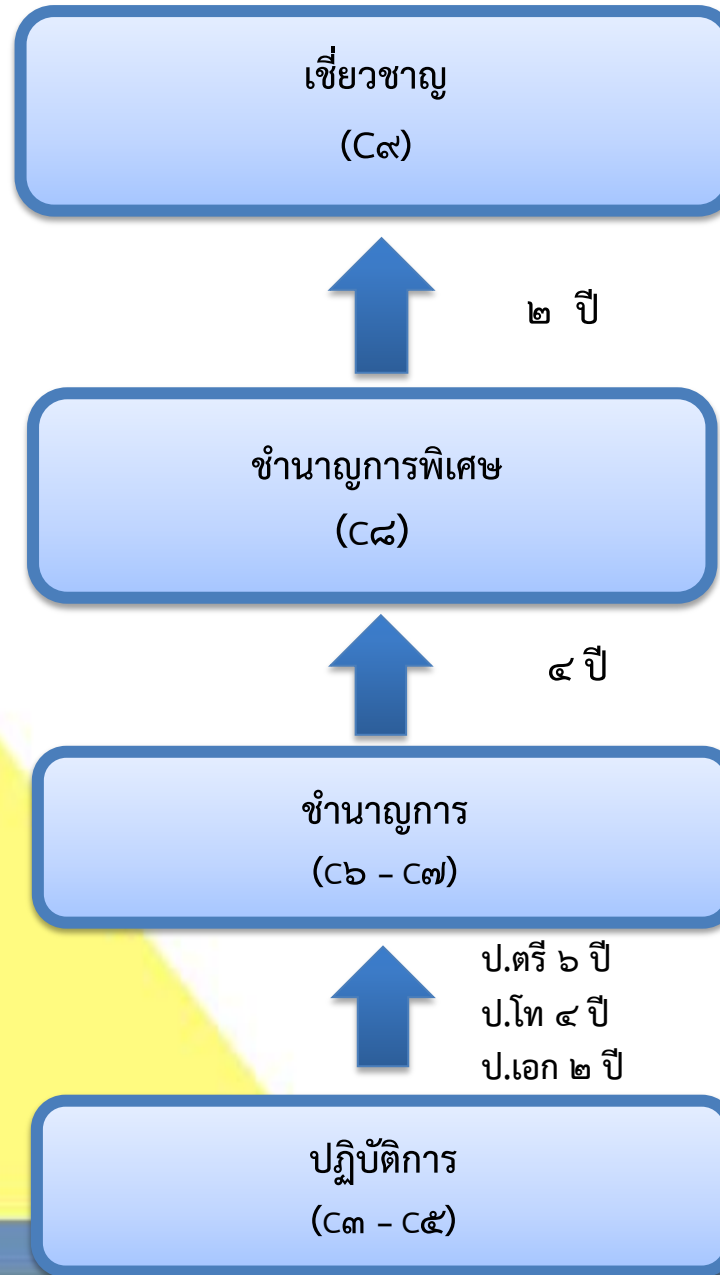 เชี่ยวชาญ
(C๙)
๒ ปี
ชำนาญการพิเศษ
(C๘)
๔ ปี
ชำนาญการ
(C๖ – C๗)
ป.ตรี ๖ ปี
ป.โท ๔ ปี
ป.เอก ๒ ปี
ปฏิบัติการ
(C๓ – C๕)